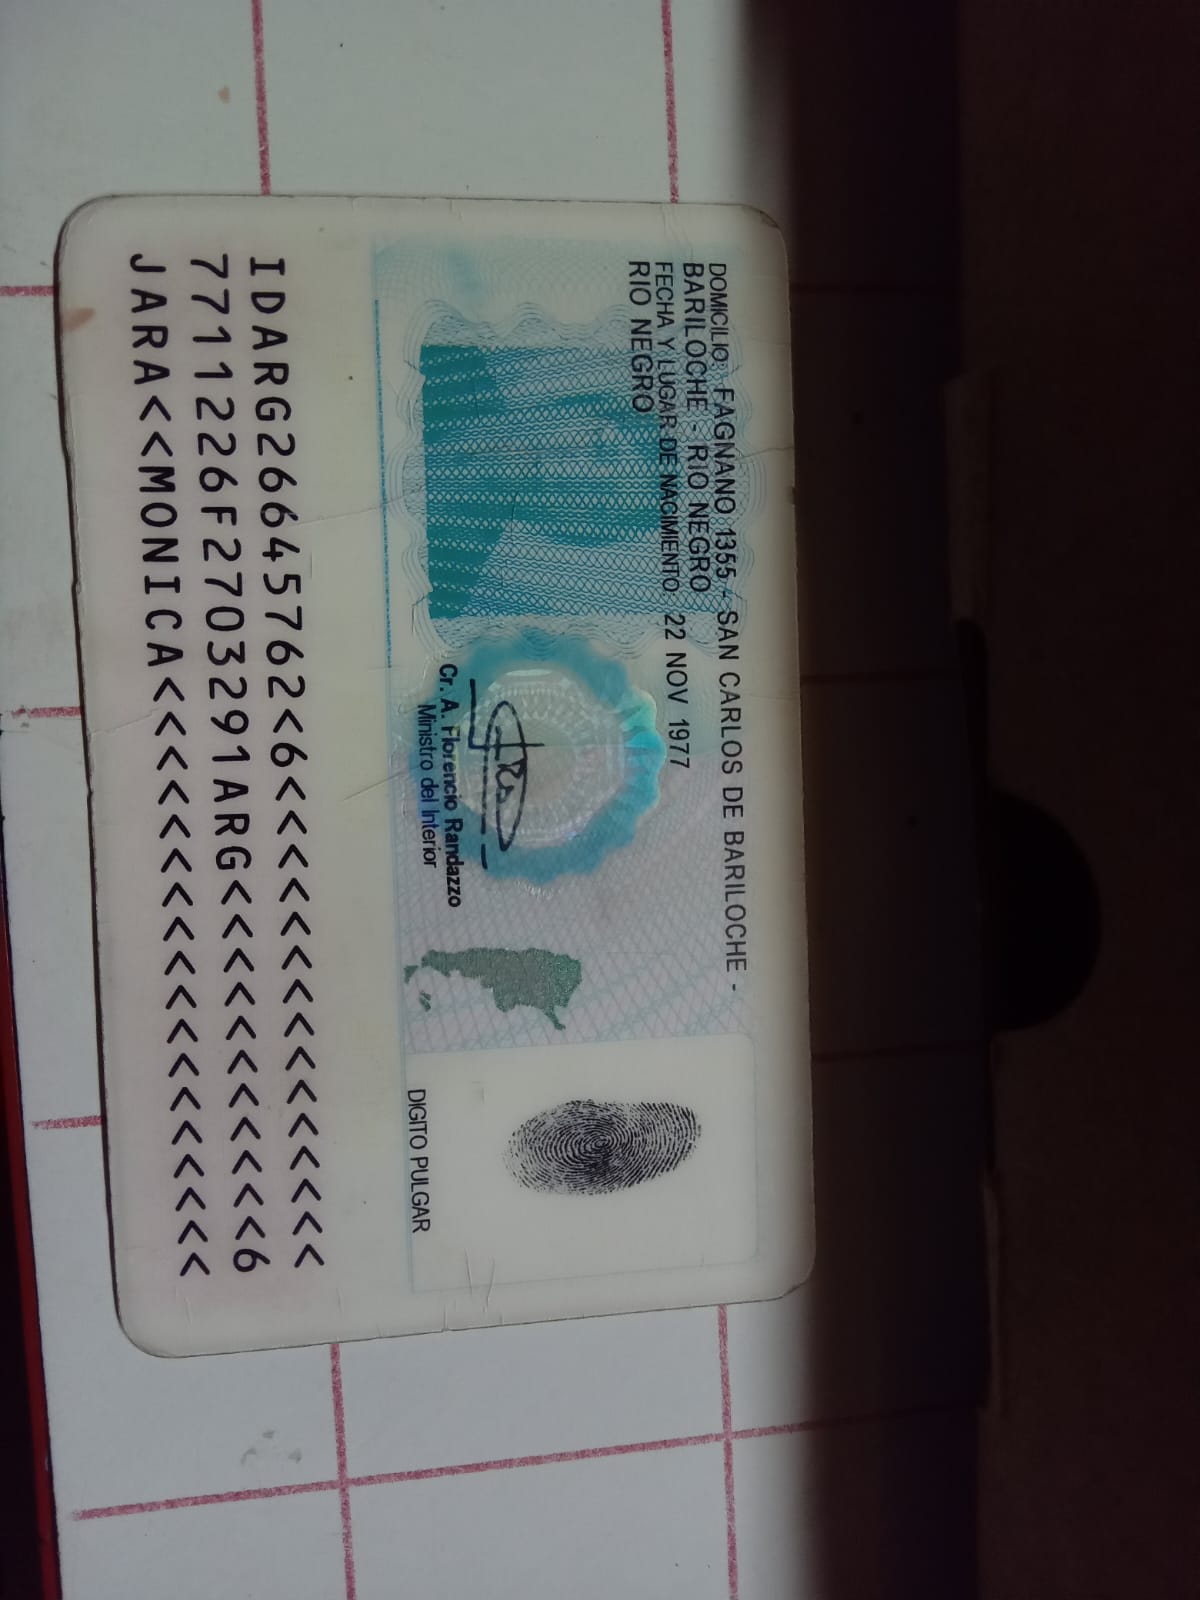 DOMICILIO: FAGNANO 1355 - SAN CARLOS DE BARILOCHE -
BARILOCHE - RIO NEGRO
FECHA Y LUGAR DE NACIMIENTO: 22 NOV 1977
RIO NEGRO
Cr. A. Florencio Randazzo
Ministro del Interior
DIGITO PULGAR
IDARG26645762<6<<<<<<<<<<<<<<<
7711226F2703291ARG<<<<<<<<<<<6
JARA<<MONICA<<<<<<<<<<<<<<<<<<